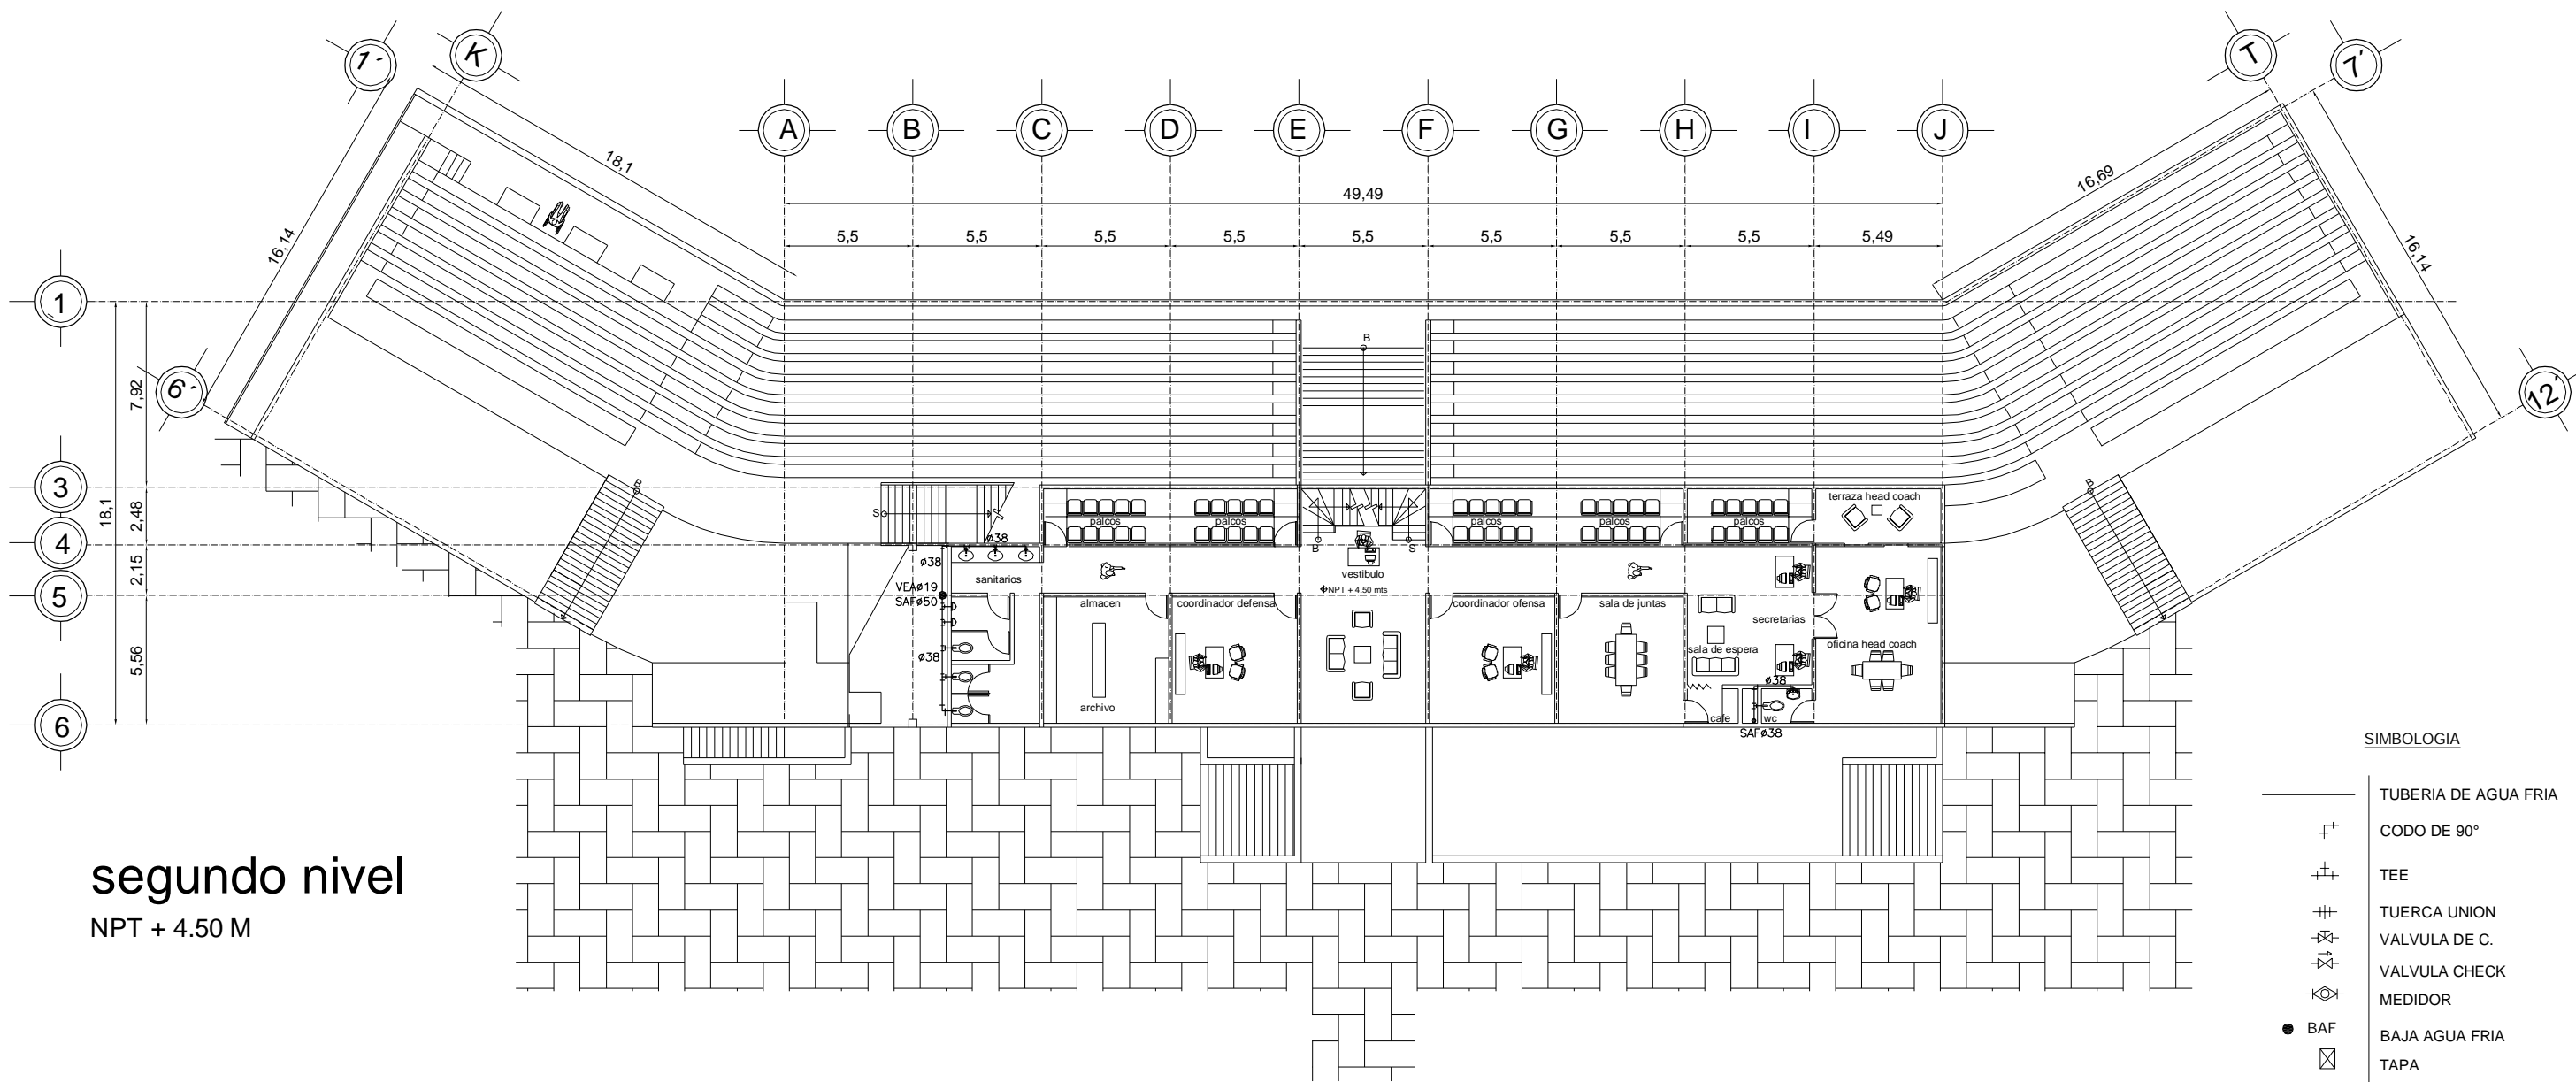 1´
K
T
7´
A
B
C
D
E
F
G
H
I
J
18,1
16,69
49,49
5,5
5,5
5,5
5,5
5,5
5,5
5,5
5,5
5,49
16,14
16,14
1
6´
12´
7,92
B
3
B
B
18,1
2,48
S
palcos
palcos
palcos
palcos
palcos
terraza head coach
4
ø38
B
S
2,15
ø38
sanitarios
vestibulo
VEAø19
ΦNPT + 4.50 mts
5
SAFø50
almacen
coordinador defensa
coordinador ofensa
sala de juntas
secretarias
5,56
ø38
sala de espera
oficina head coach
ø38
archivo
cafe
wc
6
SAFø38
segundo nivel
NPT + 4.50 M
SIMBOLOGIA
TUBERIA DE AGUA FRIA
CODO DE 90°
TEE
TUERCA UNION
VALVULA DE C.
VALVULA CHECK
MEDIDOR
BAF BAJA AGUA FRIA
TAPA